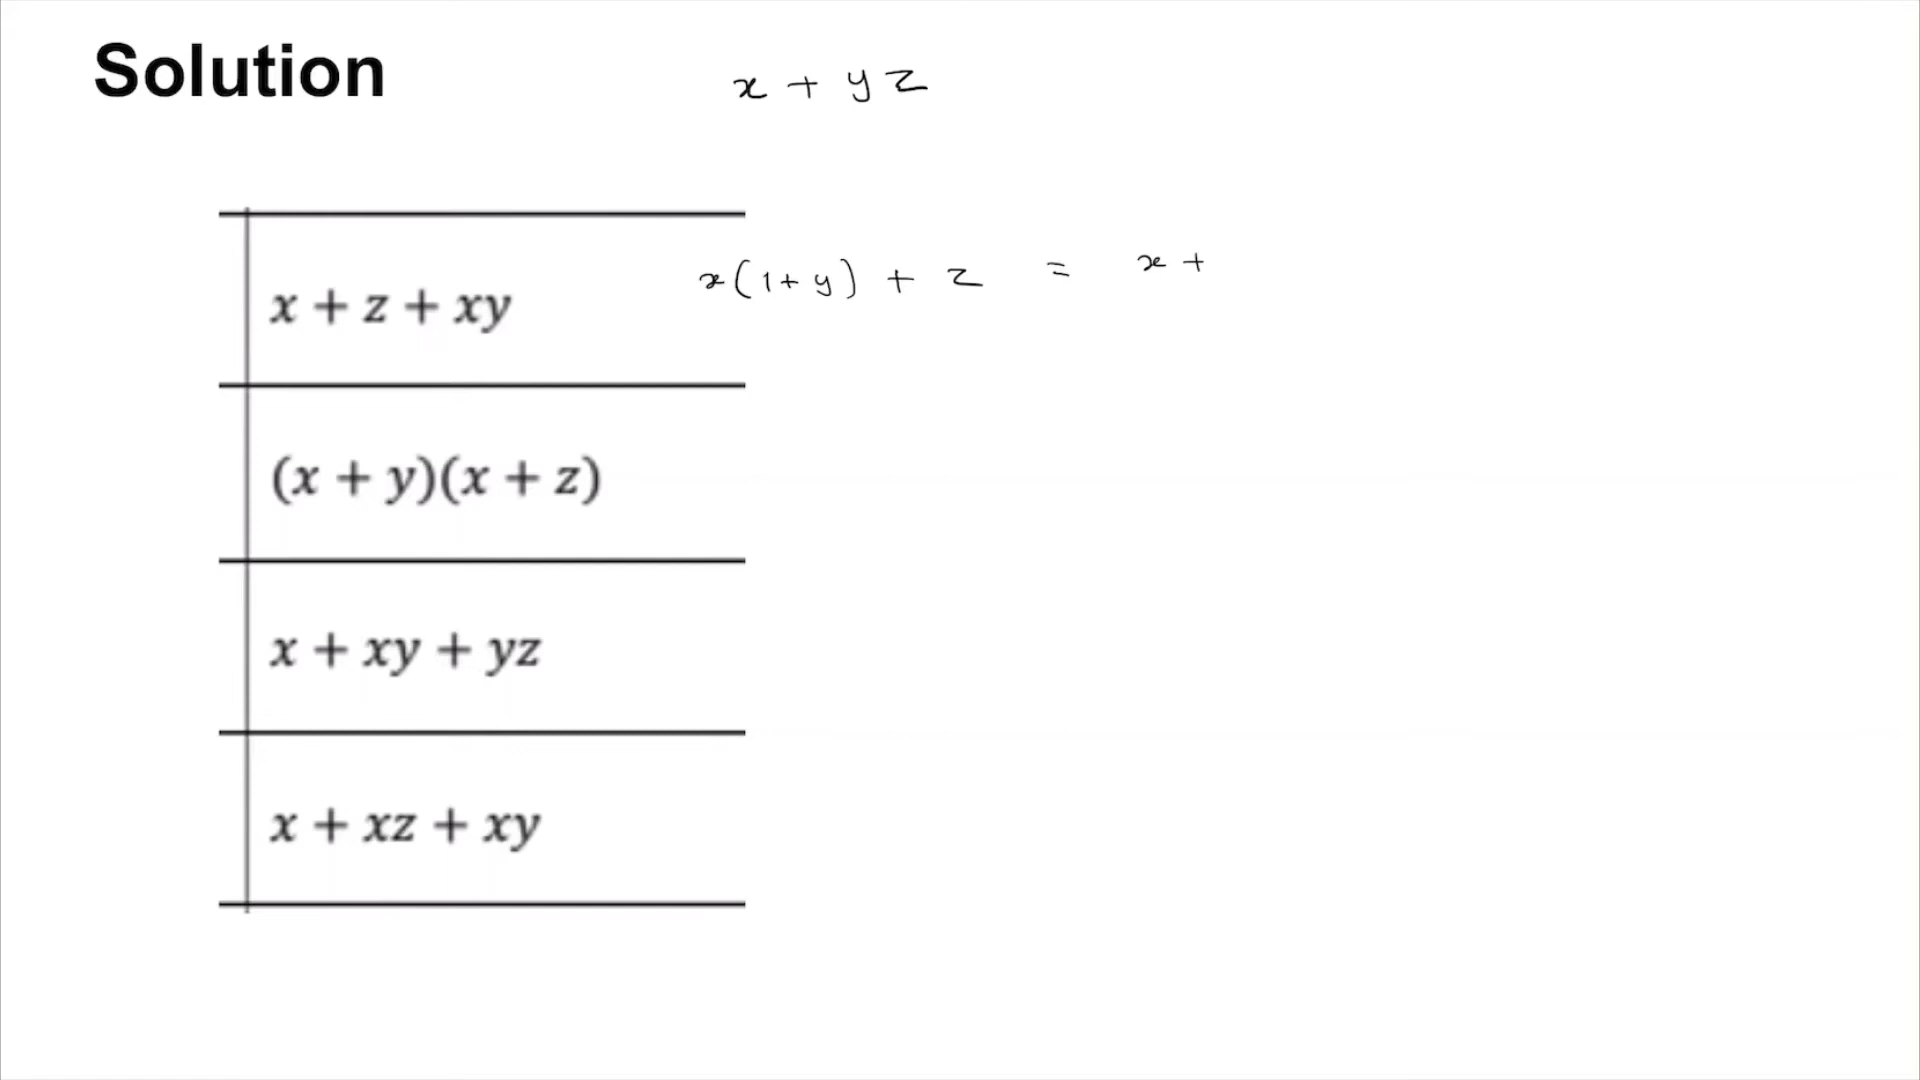 Solution
x + yz
x(1+y) + z = x +
x + z + xy
(x + y)(x + z)
x + xy + yz
x + xz + xy